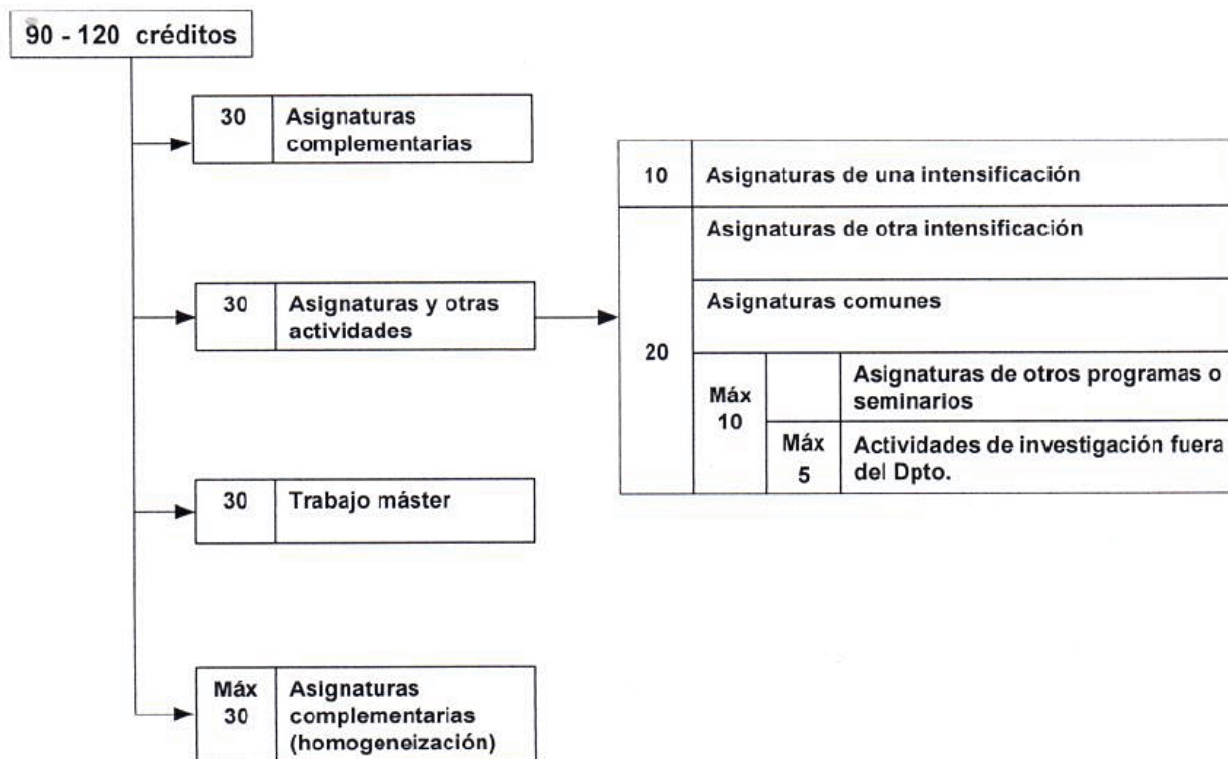 90 - 120 créditos
30
Asignaturas
complementarias
30
Asignaturas y otras
actividades
30
Trabajo máster
Máx
30
Asignaturas
complementarias
(homogeneización)
10
Asignaturas de una intensificación
20
Asignaturas de otra intensificación
Asignaturas comunes
Máx
10
Asignaturas de otros programas o
seminarios
Máx
5
Actividades de investigación fuera
del Dpto.